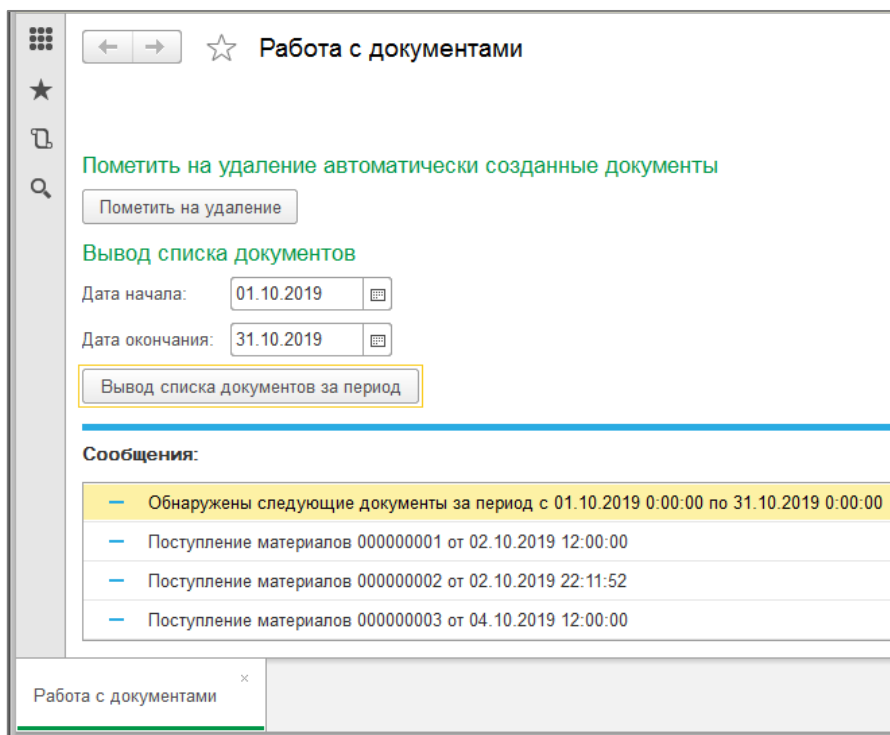 Работа с документами
Пометить на удаление автоматически созданные документы
Пометить на удаление
Вывод списка документов
Дата начала: 01.10.2019
Дата окончания: 31.10.2019
Вывод списка документов за период
Сообщения:
Обнаружены следующие документы за период с 01.10.2019 0:00:00 по 31.10.2019 0:00:00
Поступление материалов 000000001 от 02.10.2019 12:00:00
Поступление материалов 000000002 от 02.10.2019 22:11:52
Поступление материалов 000000003 от 04.10.2019 12:00:00
Работа с документами